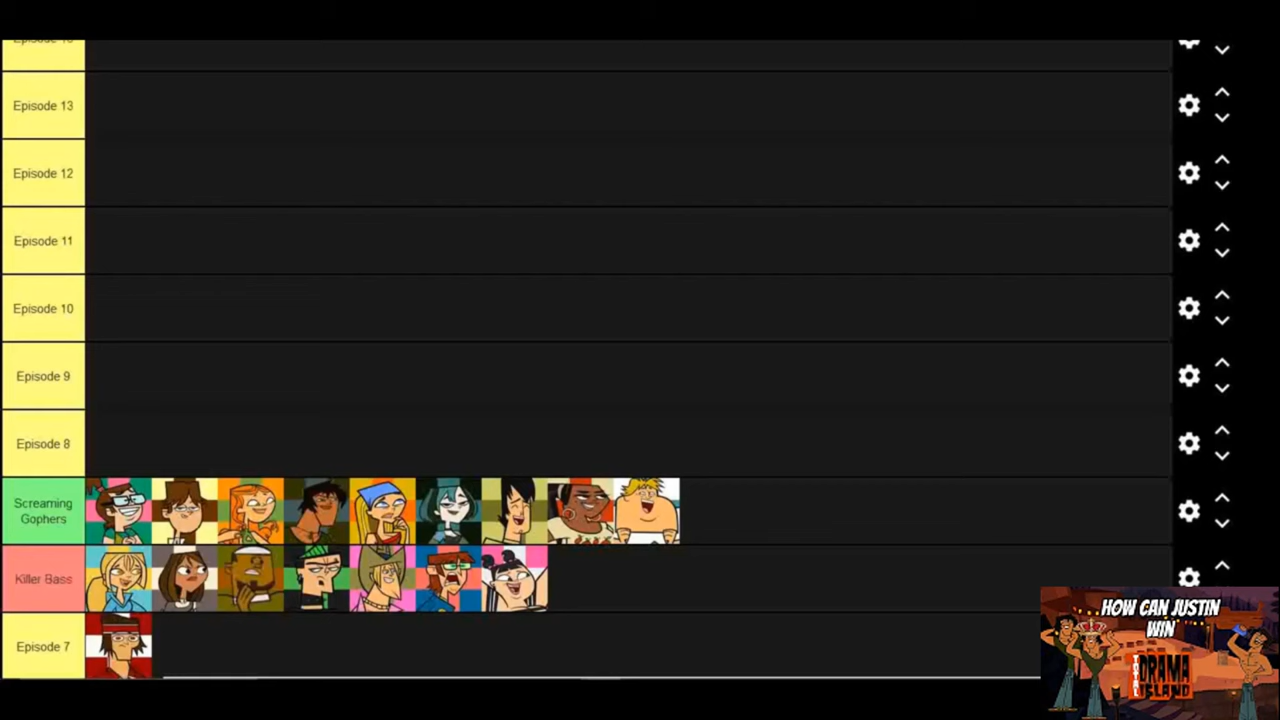 Episode 13
Episode 12
Episode 11
Episode 10
Episode 9
Episode 8
Screaming
Gophers
Killer Bass
Episode 7
HOW CAN JUSTIN
WIN
TOTAL
DRAMA
ISLAND